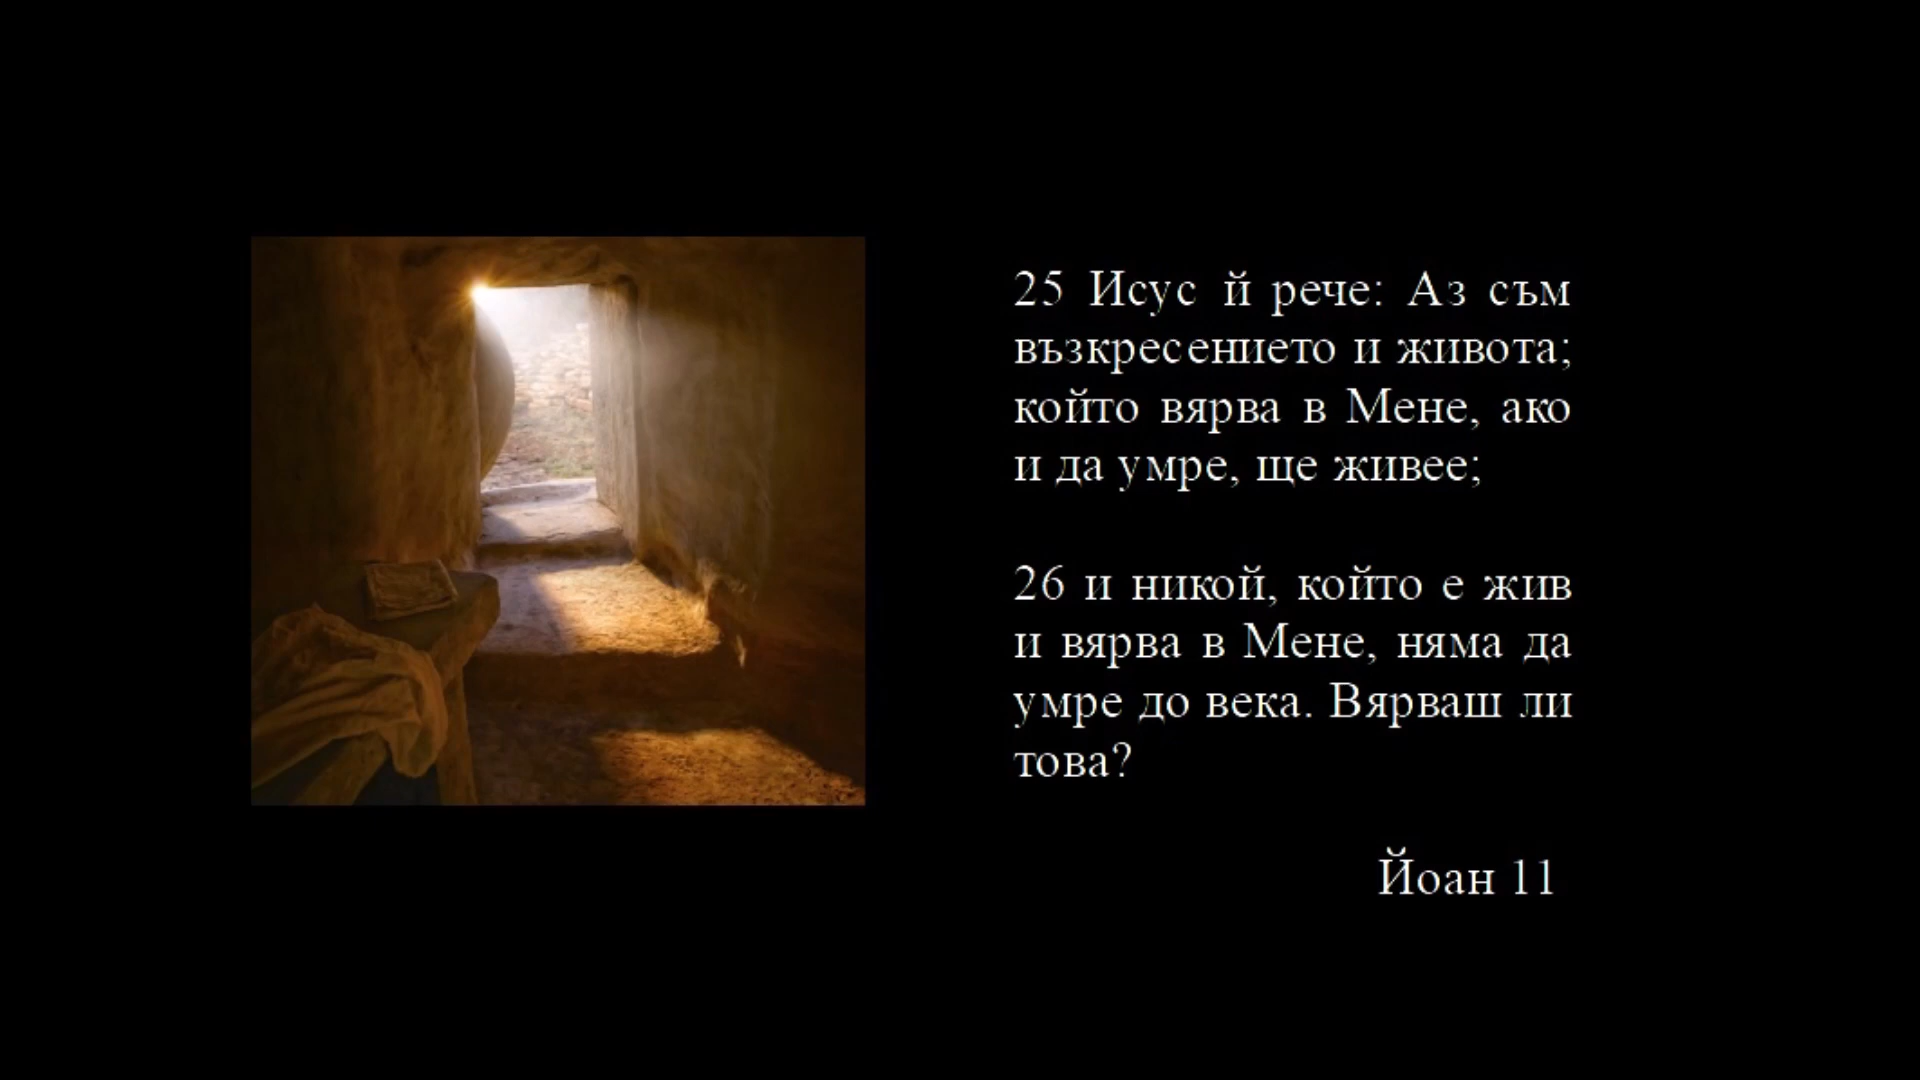 25 Исус й рече: Аз съм
възкресението и живота;
който вярва в Мене, ако
и да умре, ще живее;
26 и никой, който е жив
и вярва в Мене, няма да
умре до века. Вярваш ли
това?
Йоан 11